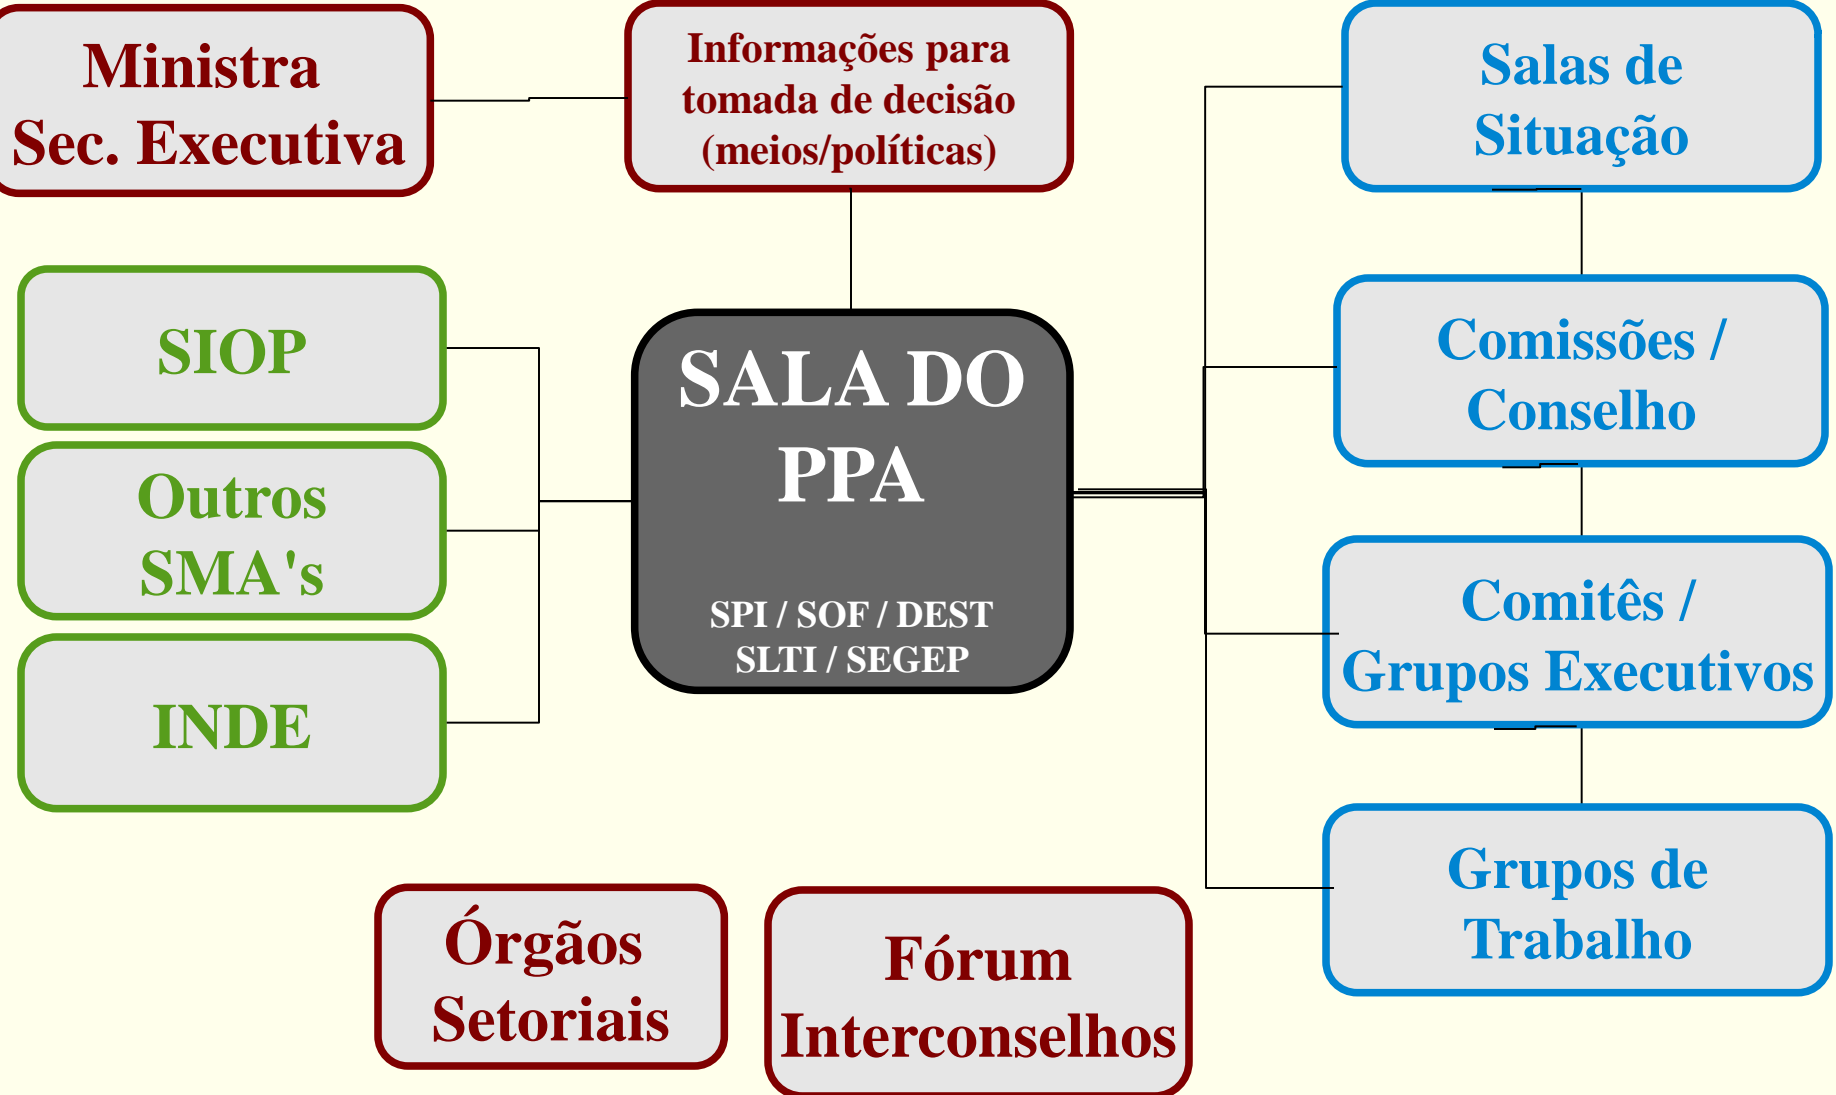 Ministra
Sec. Executiva
Informações para
tomada de decisão
(meios/políticas)
Salas de
Situação
SIOP
Outros
SMA's
INDE
SALA DO
PPA
SPI / SOF / DEST
SLTI / SEGEP
Comissões /
Conselho
Comitês /
Grupos Executivos
Grupos de
Trabalho
Órgãos
Setoriais
Fórum
Interconselhos